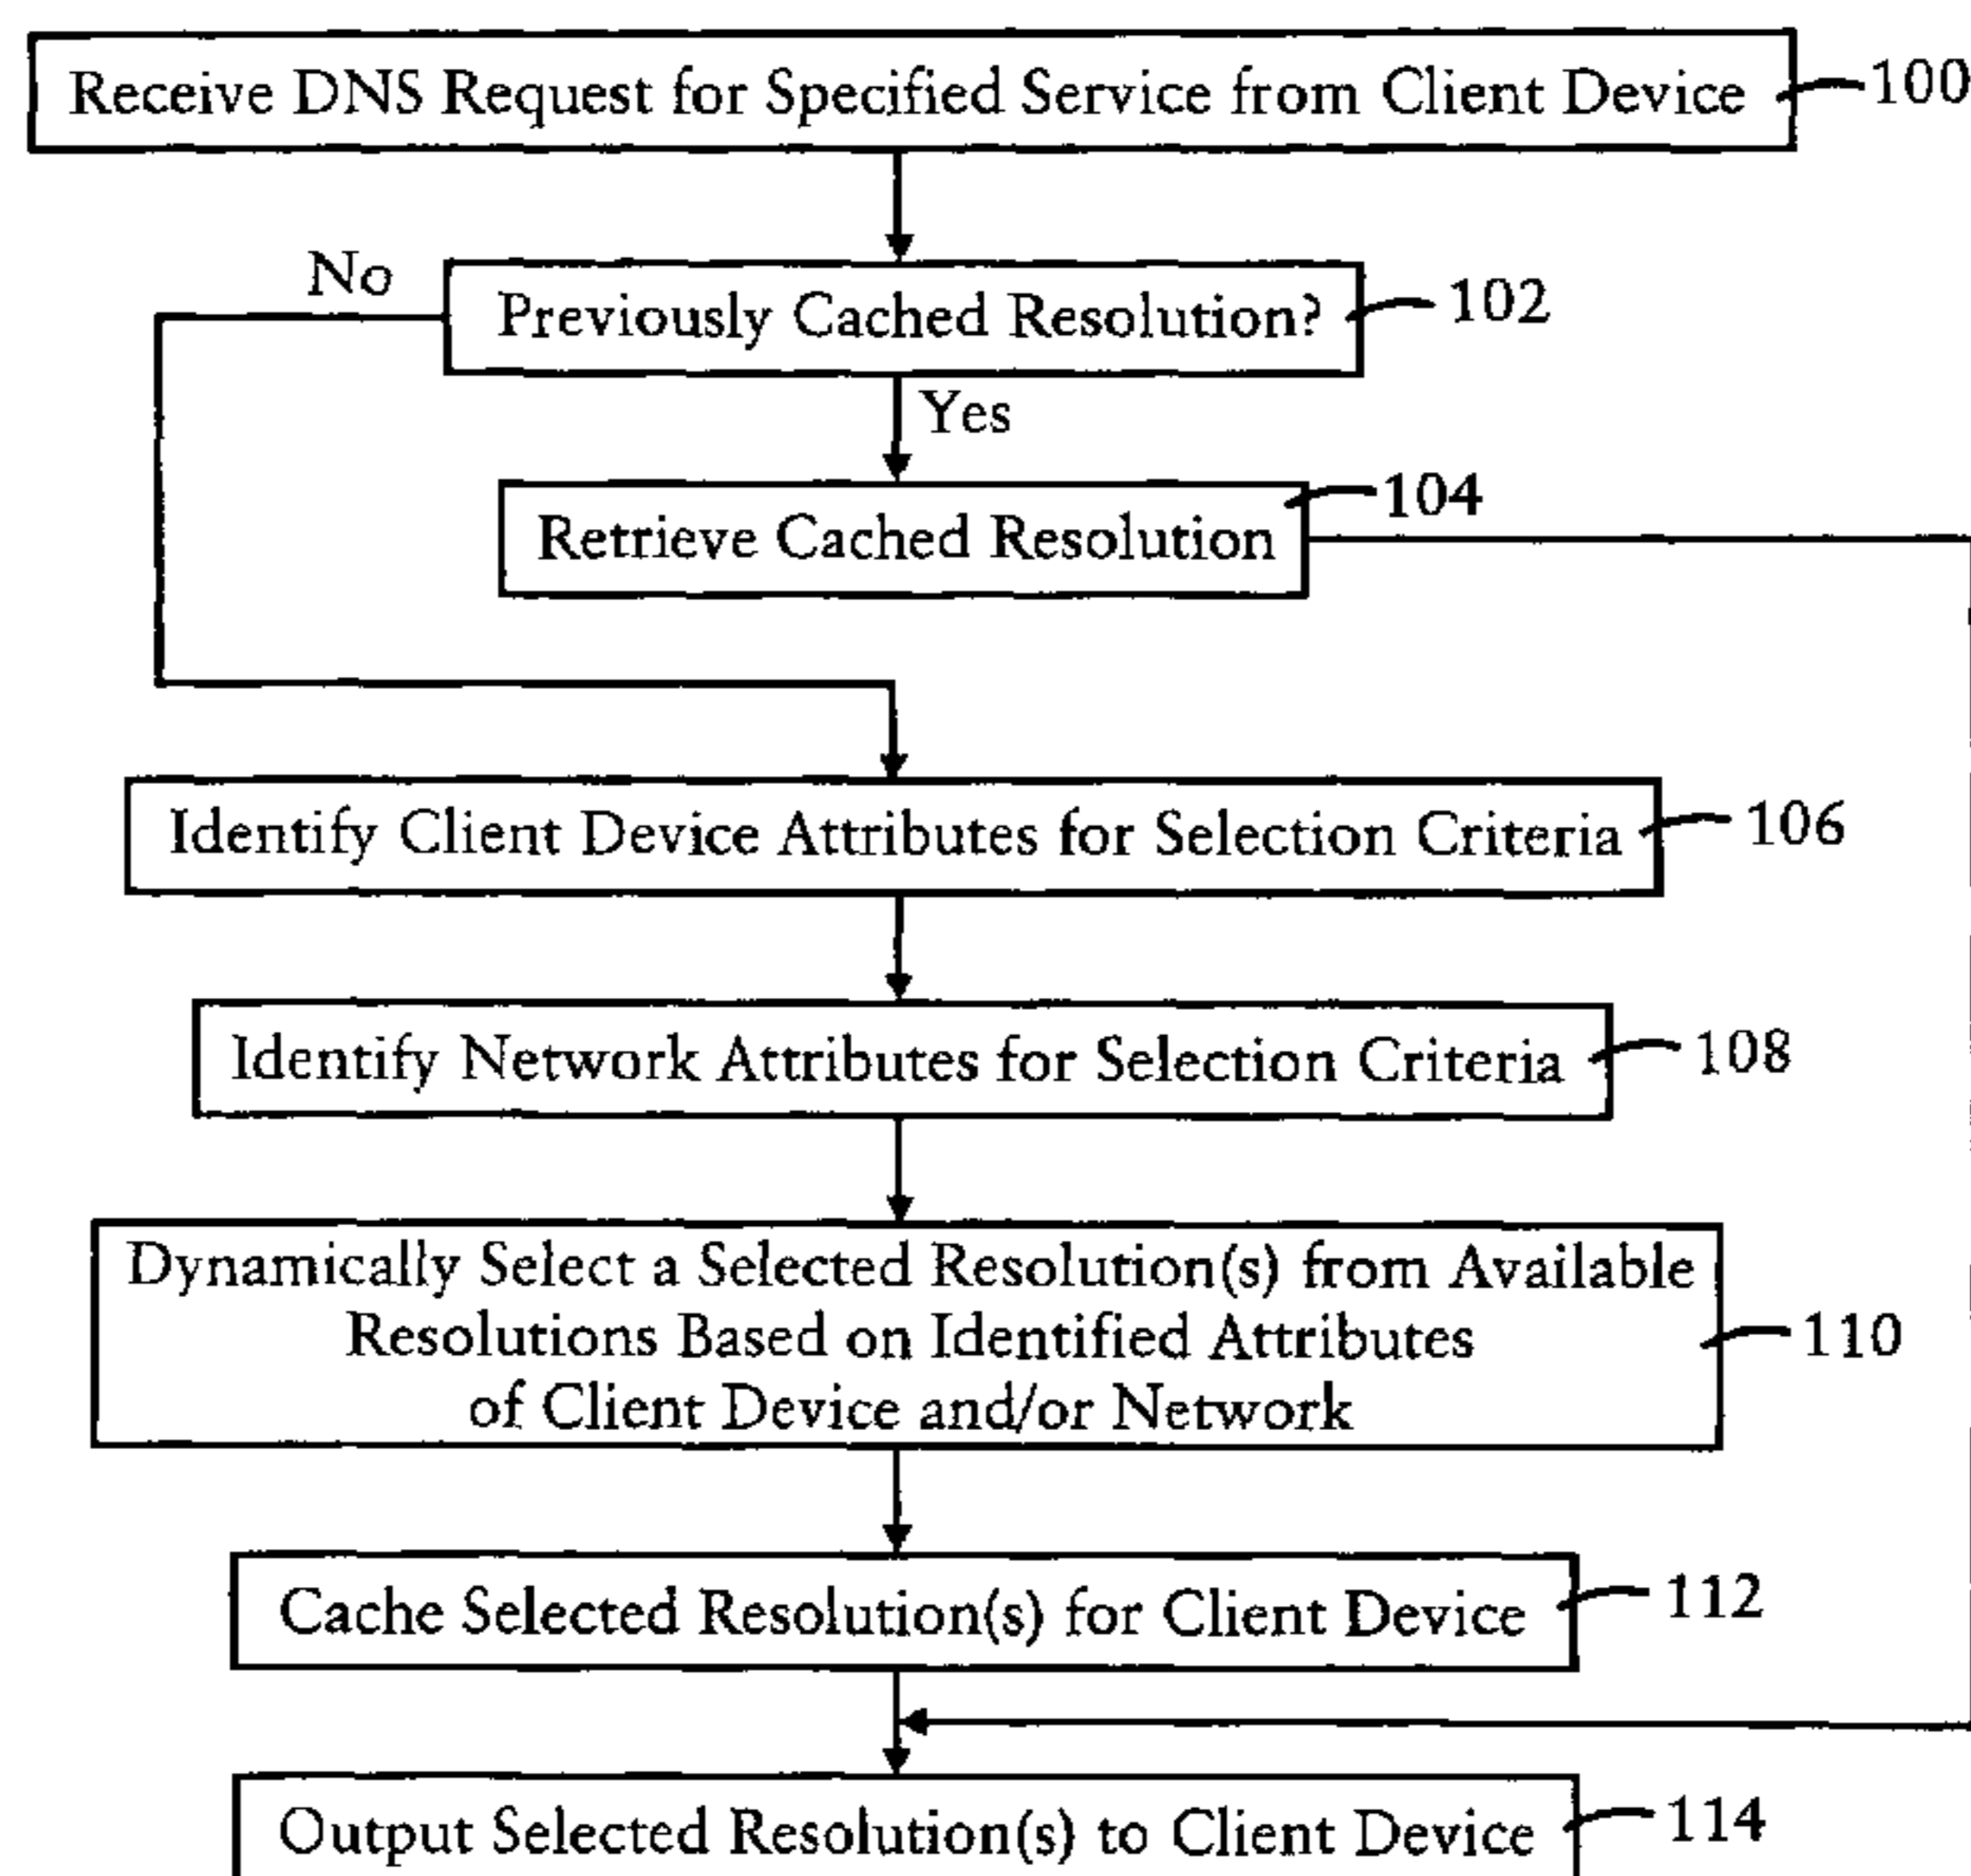 Receive DNS Request for Specified Service from Client Device
100
No
Previously Cached Resolution?
102
Yes
Retrieve Cached Resolution
104
Identify Client Device Attributes for Selection Criteria
106
Identify Network Attributes for Selection Criteria
108
Dynamically Select a Selected Resolution(s) from Available
Resolutions Based on Identified Attributes
of Client Device and/or Network
110
Cache Selected Resolution(s) for Client Device
112
Output Selected Resolution(s) to Client Device
114